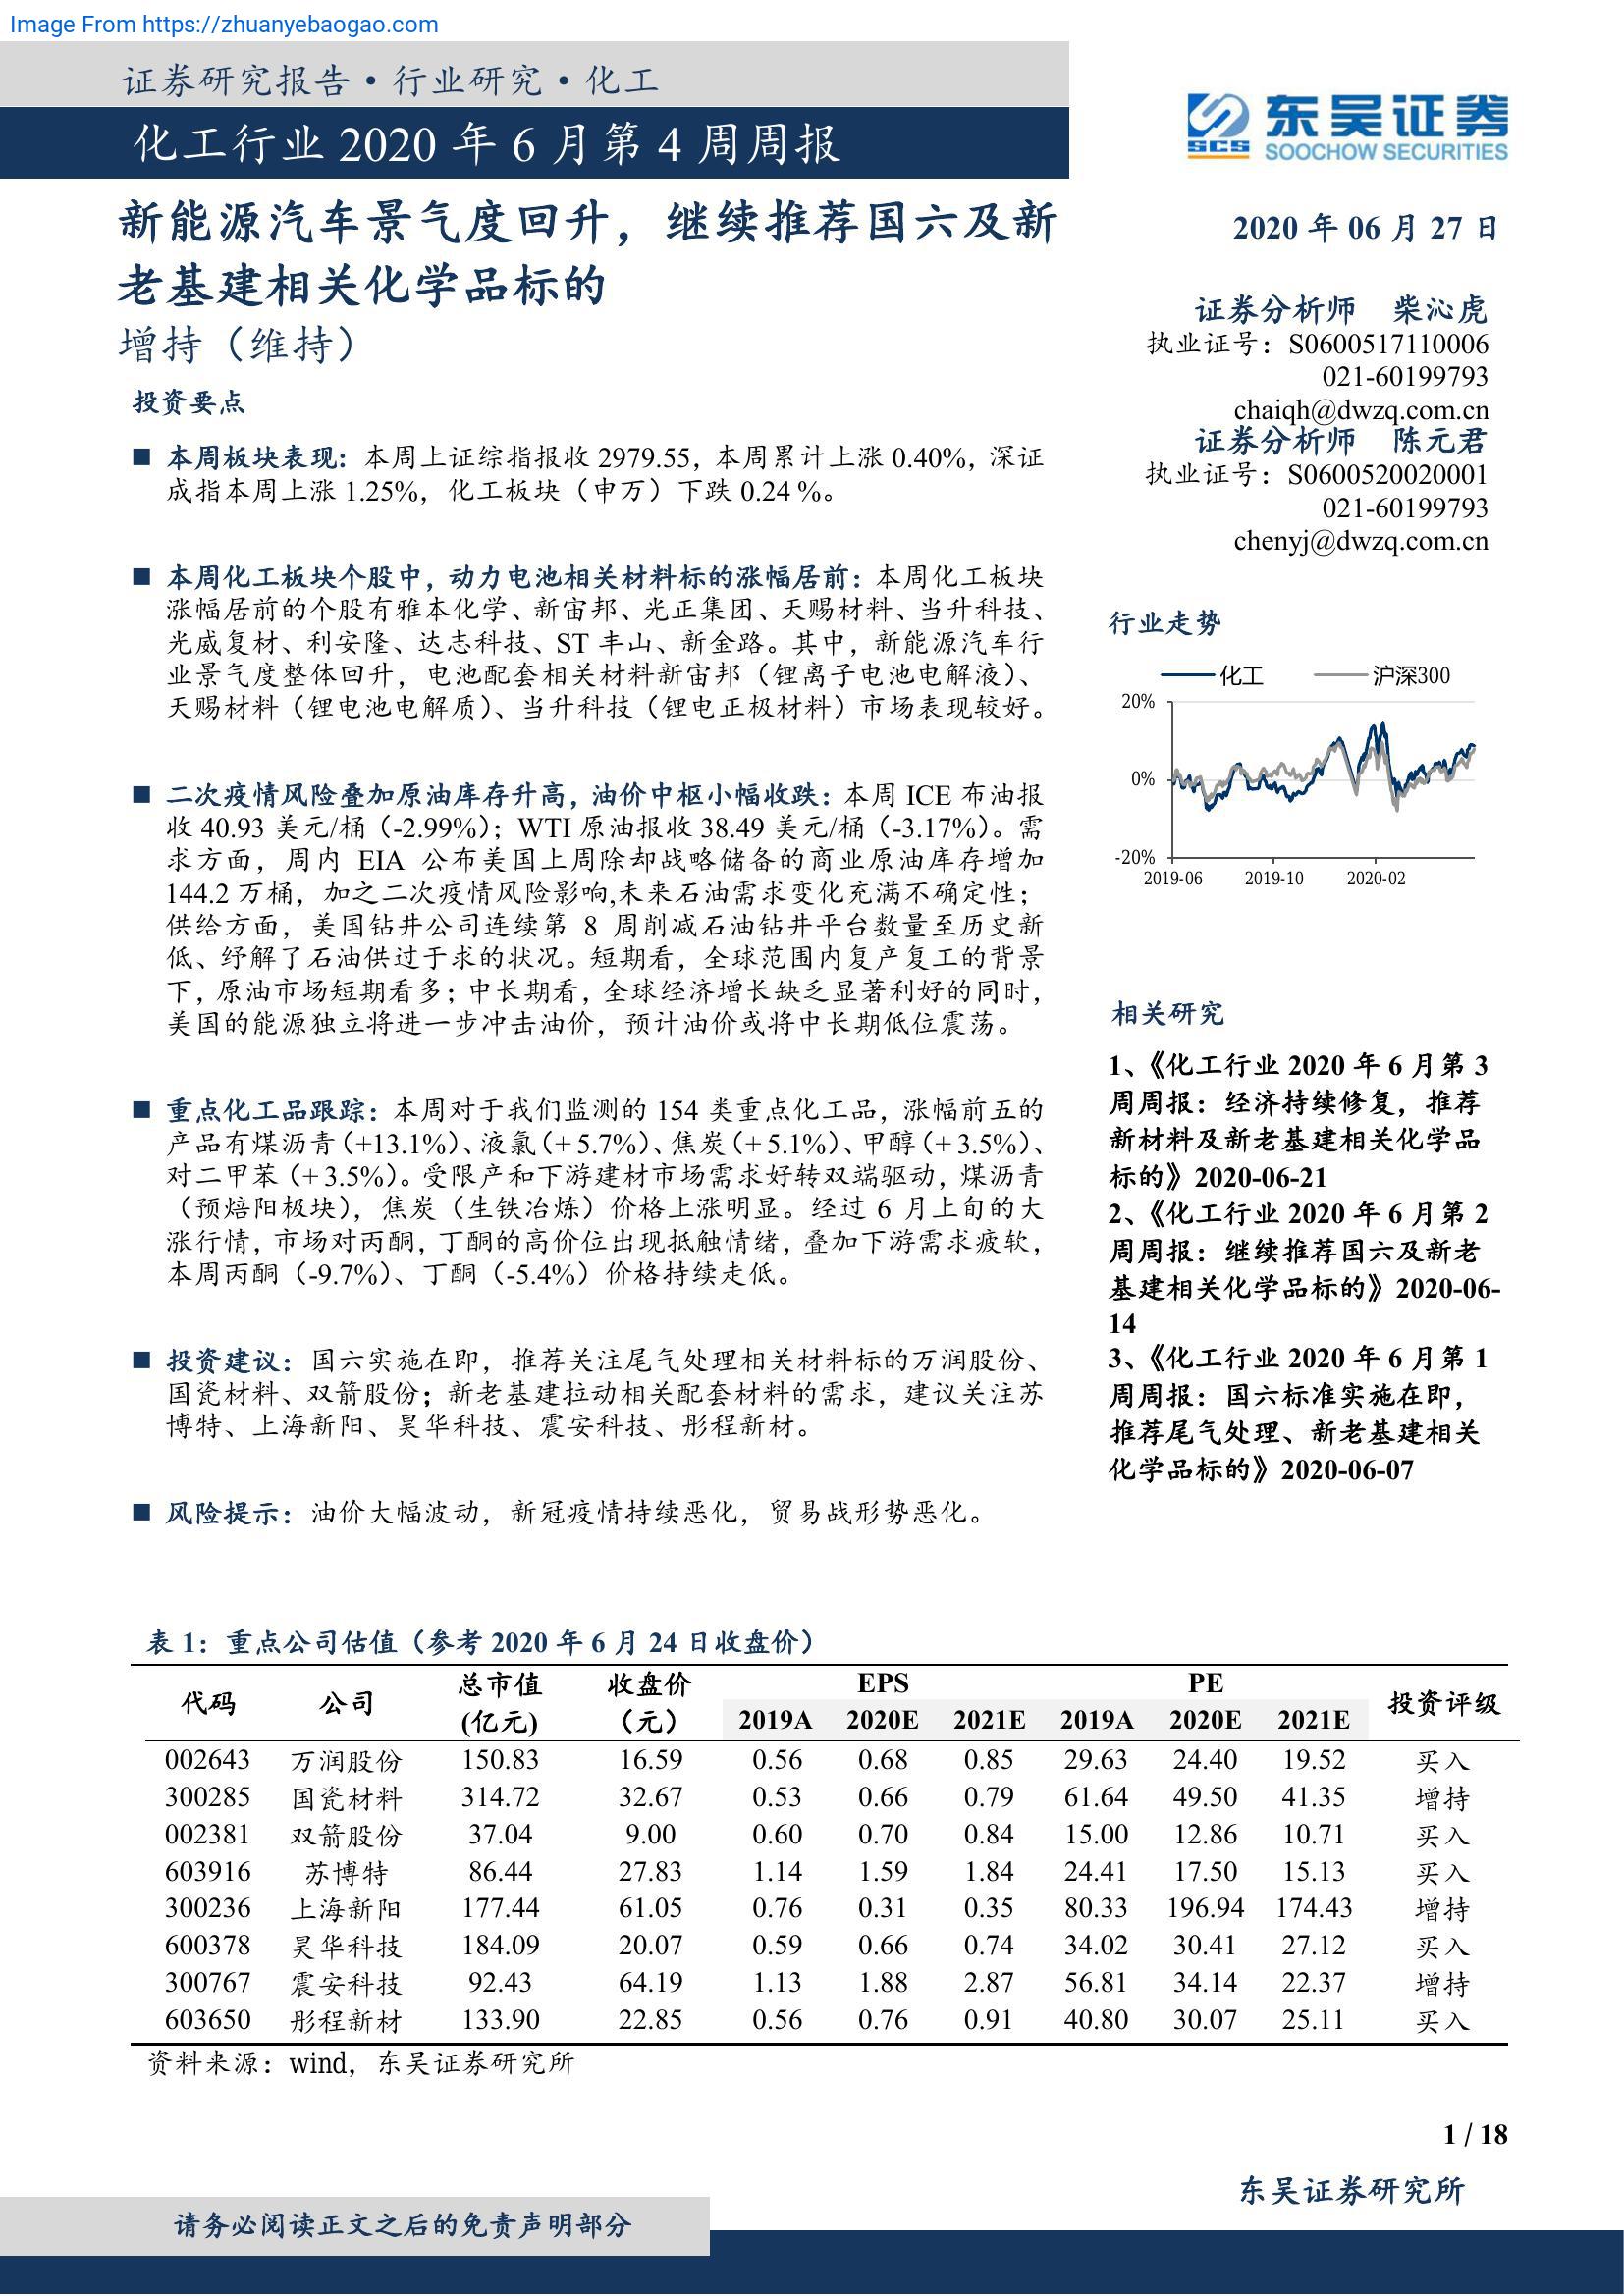 Image From https://zhuanyebaogao.com
证券研究报告·行业研究·化工
化工行业 2020 年 6 月第 4 周周报
东吴证券
SCS SOOCHOW SECURITIES
新能源汽车景气度回升，继续推荐国六及新
老基建相关化学品标的
增持（维持）
2020 年 06 月 27 日
证券分析师 柴沁虎
执业证号：S0600517110006
021-60199793
chaiqh@dwzq.com.cn
证券分析师 陈元君
执业证号：S0600520020001
021-60199793
chenyj@dwzq.com.cn
投资要点
■ 本周板块表现：本周上证综指报收 2979.55，本周累计上涨 0.40%，深证
成指本周上涨 1.25%，化工板块（申万）下跌 0.24 %。
■ 本周化工板块个股中，动力电池相关材料标的涨幅居前：本周化工板块
涨幅居前的个股有雅本化学、新宙邦、光正集团、天赐材料、当升科技、
光威复材、利安隆、达志科技、ST 丰山、新金路。其中，新能源汽车行
业景气度整体回升，电池配套相关材料新宙邦（锂离子电池电解液）、
天赐材料（锂电池电解质）、当升科技（锂电正极材料）市场表现较好。
■ 二次疫情风险叠加原油库存升高，油价中枢小幅收跌：本周 ICE 布油报
收 40.93 美元/桶（-2.99%）；WTI 原油报收 38.49 美元/桶（-3.17%）。需
求方面，周内 EIA 公布美国上周除却战略储备的商业原油库存增加
144.2 万桶，加之二次疫情风险影响,未来石油需求变化充满不确定性；
供给方面，美国钻井公司连续第 8 周削减石油钻井平台数量至历史新
低、纾解了石油供过于求的状况。短期看，全球范围内复产复工的背景
下，原油市场短期看多；中长期看，全球经济增长缺乏显著利好的同时，
美国的能源独立将进一步冲击油价，预计油价或将中长期低位震荡。
■ 重点化工品跟踪：本周对于我们监测的 154 类重点化工品，涨幅前五的
产品有煤沥青（+13.1%）、液氯（+ 5.7%）、焦炭（+ 5.1%）、甲醇（+ 3.5%）、
对二甲苯（+ 3.5%）。受限产和下游建材市场需求好转双端驱动，煤沥青
（预焙阳极块），焦炭（生铁冶炼）价格上涨明显。经过 6 月上旬的大
涨行情，市场对丙酮，丁酮的高价位出现抵触情绪，叠加下游需求疲软，
本周丙酮（-9.7%）、丁酮（-5.4%）价格持续走低。
■ 投资建议：国六实施在即，推荐关注尾气处理相关材料标的万润股份、
国瓷材料、双箭股份；新老基建拉动相关配套材料的需求，建议关注苏
博特、上海新阳、昊华科技、震安科技、彤程新材。
■ 风险提示：油价大幅波动，新冠疫情持续恶化，贸易战形势恶化。
行业走势
化工 沪深300
20%
0%
-20%
2019-06 2019-10 2020-02
相关研究
1、《化工行业 2020 年 6 月第 3
周周报：经济持续修复，推荐
新材料及新老基建相关化学品
标的》2020-06-21
2、《化工行业 2020 年 6 月第 2
周周报：继续推荐国六及新老
基建相关化学品标的》2020-06-
14
3、《化工行业 2020 年 6 月第 1
周周报：国六标准实施在即，
推荐尾气处理、新老基建相关
化学品标的》2020-06-07
表 1：重点公司估值（参考 2020 年 6 月 24 日收盘价）
代码 公司 总市值 收盘价 EPS PE 投资评级
(亿元) （元） 2019A 2020E 2021E 2019A 2020E 2021E
002643 万润股份 150.83 16.59 0.56 0.68 0.85 29.63 24.40 19.52 买入
300285 国瓷材料 314.72 32.67 0.53 0.66 0.79 61.64 49.50 41.35 增持
002381 双箭股份 37.04 9.00 0.60 0.70 0.84 15.00 12.86 10.71 买入
603916 苏博特 86.44 27.83 1.14 1.59 1.84 24.41 17.50 15.13 买入
300236 上海新阳 177.44 61.05 0.76 0.31 0.35 80.33 196.94 174.43 增持
600378 昊华科技 184.09 20.07 0.59 0.66 0.74 34.02 30.41 27.12 买入
300767 震安科技 92.43 64.19 1.13 1.88 2.87 56.81 34.14 22.37 增持
603650 彤程新材 133.90 22.85 0.56 0.76 0.91 40.80 30.07 25.11 买入
资料来源：wind，东吴证券研究所
1 / 18
东吴证券研究所
请务必阅读正文之后的免责声明部分